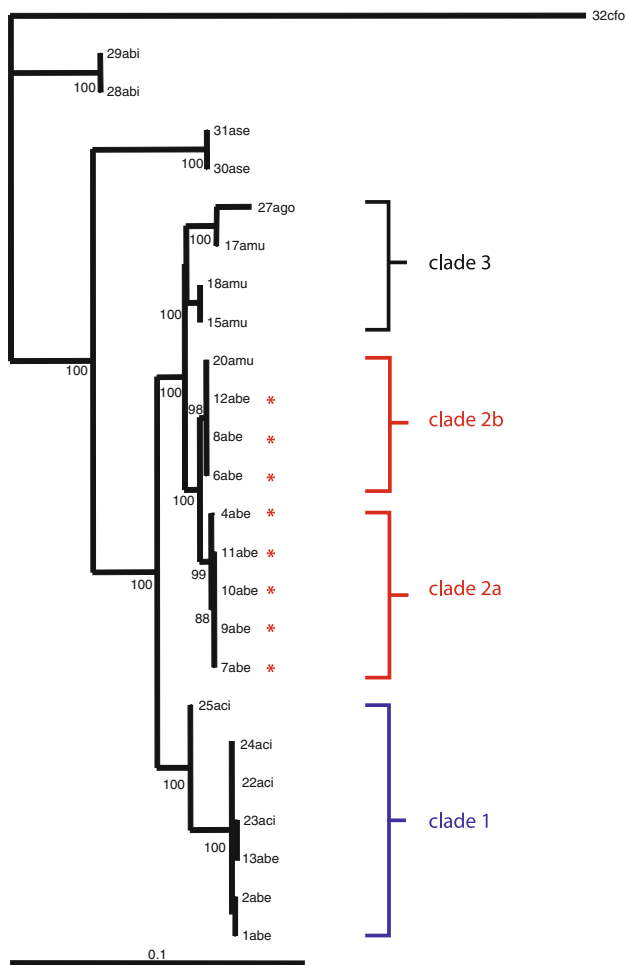 32cfo
29abi
100
28abi
31ase
100
30ase
27ago
100
17amu
clade 3
18amu
100
15amu
100
20amu
100
12abe *
98
clade 2b
8abe *
6abe *
100
4abe *
11abe *
99
100
10abe *
clade 2a
88
9abe *
7abe *
25aci
24aci
100
22aci
23aci
clade 1
100
13abe
2abe
1abe
0.1